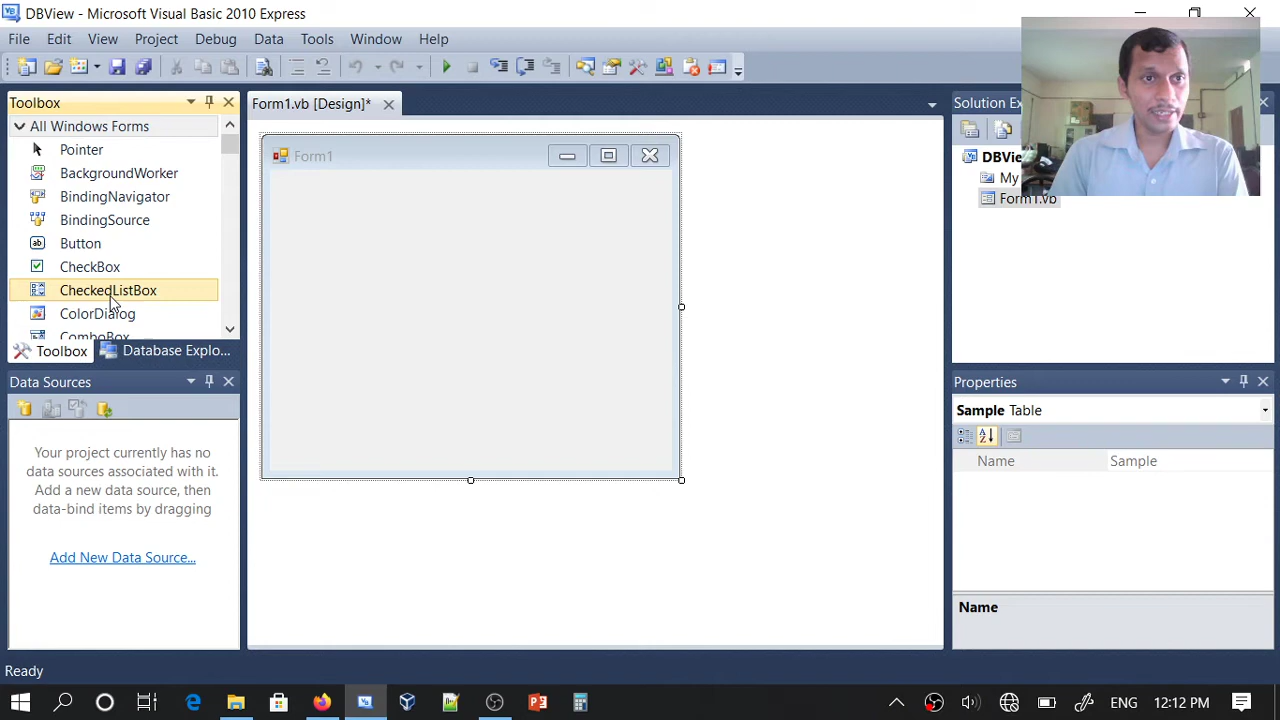 DBView - Microsoft Visual Basic 2010 Express
File Edit View Project Debug Data Tools Window Help
Toolbox
All Windows Forms
Pointer
BackgroundWorker
BindingNavigator
BindingSource
Button
CheckBox
CheckedListBox
ColorDialog
ComboBox
Toolbox Database Explo...
Data Sources
Your project currently has no
data sources associated with it.
Add a new data source, then
data-bind items by dragging
Add New Data Source...
Form1.vb [Design]*
Form1
Solution Ex
DBVie
My
Form1.vb
Properties
Sample Table
Name Sample
Name
Ready
ENG 12:12 PM